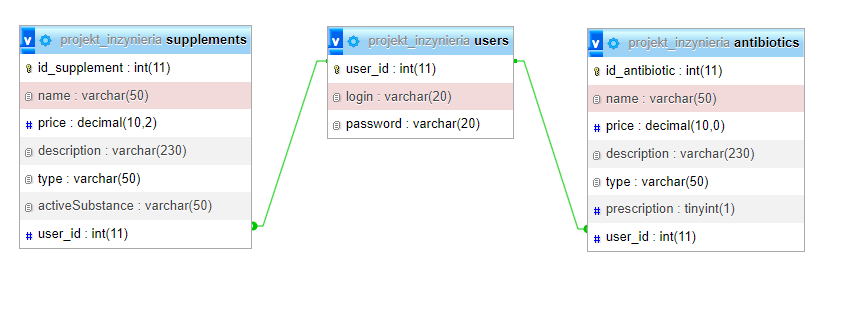 projekt_inzynieria supplements
id_supplement : int(11)
name : varchar(50)
# price : decimal(10,2)
description : varchar(230)
type : varchar(50)
activeSubstance : varchar(50)
# user_id : int(11)
projekt_inzynieria users
user_id : int(11)
login : varchar(20)
password : varchar(20)
projekt_inzynieria antibiotics
id_antibiotic : int(11)
name : varchar(50)
# price : decimal(10,0)
description : varchar(230)
type : varchar(50)
# prescription : tinyint(1)
# user_id : int(11)